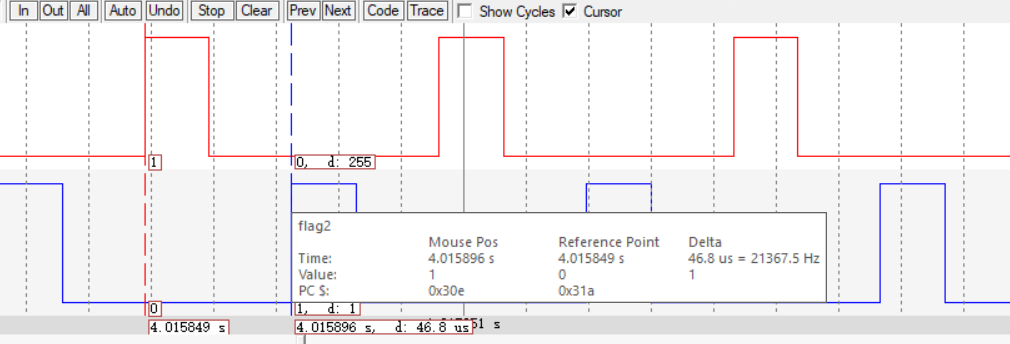 In Out All Auto Undo Stop Clear Prev Next Code Trace Show Cycles Cursor
1 0, d: 255
flag2
Mouse Pos Reference Point Delta
Time: 4.015896 s 4.015849 s 46.8 us = 21367.5 Hz
Value: 1 0 1
PC $: 0x30e 0x31a
0 1, d: 1
4.015849 s 4.015896 s, d: 46.8 us 51 s